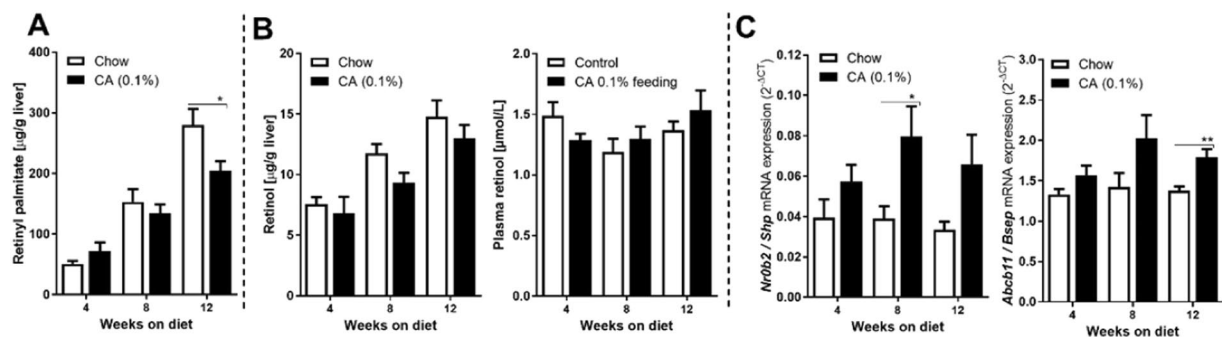 A
Retinyl palmitate [µg/g liver]
400
300
200
100
0
Chow
CA (0.1%)
*
4 8 12
Weeks on diet
B
Retinol [µg/g liver]
20
15
10
5
0
Chow
CA (0.1%)
4 8 12
Weeks on diet
Plasma retinol [µmol/L]
2.0
1.5
1.0
0.5
0.0
Control
CA 0.1% feeding
4 8 12
Weeks on diet
C
Nr0b2 / Shp mRNA expression (2-ΔCT)
0.12
0.10
0.08
0.06
0.04
0.02
0.00
Chow
CA (0.1%)
*
4 8 12
Weeks on diet
Abcb11 / Bsep mRNA expression (2-ΔCT)
3.0
2.5
2.0
1.5
1.0
0.5
0.0
Chow
CA (0.1%)
**
4 8 12
Weeks on diet